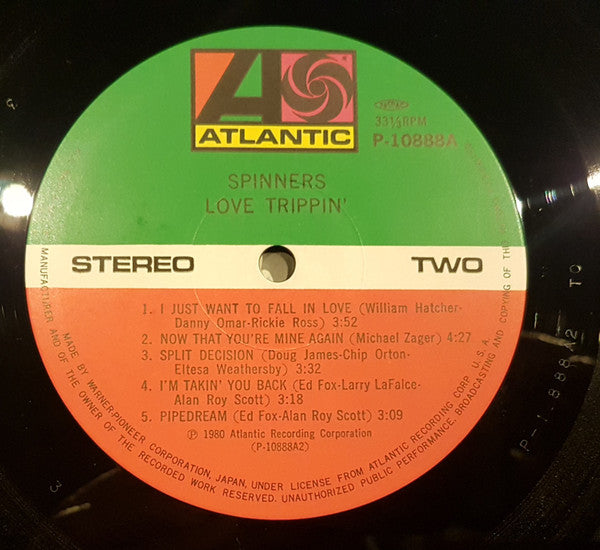 ATLANTIC
33⅓RPM
P-10888A
SPINNERS
LOVE TRIPPIN'
STEREO
TWO
1. I JUST WANT TO FALL IN LOVE (William Hatcher-
Danny Omar-Rickie Ross) 3:52
2. NOW THAT YOU'RE MINE AGAIN (Michael Zager) 4:27
3. SPLIT DECISION (Doug James-Chip Orton-
Eltesa Weathersby) 3:32
4. I'M TAKIN' YOU BACK (Ed Fox-Larry LaFalce-
Alan Roy Scott) 3:18
5. PIPEDREAM (Ed Fox-Alan Roy Scott) 3:09
Ⓟ 1980 Atlantic Recording Corporation
(P-10888A2)
MADE BY WARNER-PIONEER CORPORATION, JAPAN, UNDER LICENSE FROM ATLANTIC RECORDING CORP. U.S.A.
MANUFACTURER AND OF THE OWNER OF THE RECORDED WORK RESERVED. UNAUTHORIZED PUBLIC PERFORMANCE, BROADCASTING AND COPYING OF THE